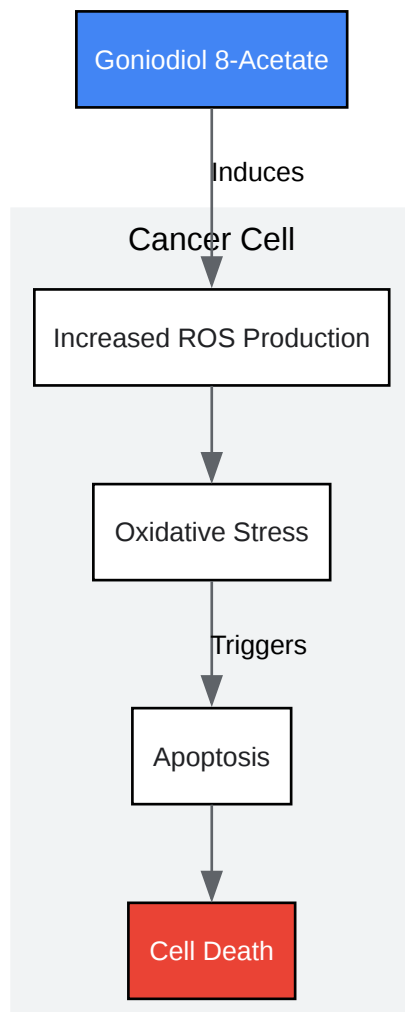 Goniodiol 8-Acetate
Induces
Cancer Cell
Increased ROS Production
Oxidative Stress
Triggers
Apoptosis
Cell Death